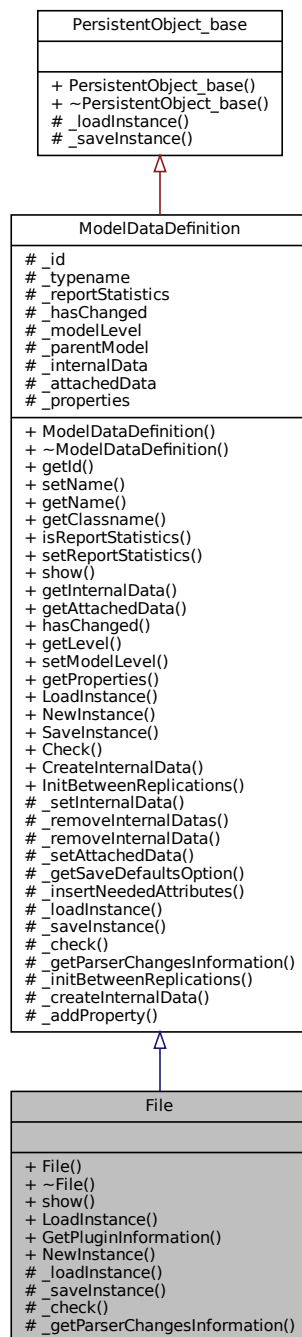 PersistentObject_base
+ PersistentObject_base()
+ ~PersistentObject_base()
# _loadInstance()
# _saveInstance()
ModelDataDefinition
# _id
# _typename
# _reportStatistics
# _hasChanged
# _modelLevel
# _parentModel
# _internalData
# _attachedData
# _properties
+ ModelDataDefinition()
+ ~ModelDataDefinition()
+ getId()
+ setName()
+ getName()
+ getClassname()
+ isReportStatistics()
+ setReportStatistics()
+ show()
+ getInternalData()
+ getAttachedData()
+ hasChanged()
+ getLevel()
+ setModelLevel()
+ getProperties()
+ LoadInstance()
+ NewInstance()
+ SaveInstance()
+ Check()
+ CreateInternalData()
+ InitBetweenReplications()
# _setInternalData()
# _removeInternalDatas()
# _removeInternalData()
# _setAttachedData()
# _getSaveDefaultsOption()
# _insertNeededAttributes()
# _loadInstance()
# _saveInstance()
# _check()
# _getParserChangesInformation()
# _initBetweenReplications()
# _createInternalData()
# _addProperty()
File
+ File()
+ ~File()
+ show()
+ LoadInstance()
+ GetPluginInformation()
+ NewInstance()
# _loadInstance()
# _saveInstance()
# _check()
# _getParserChangesInformation()